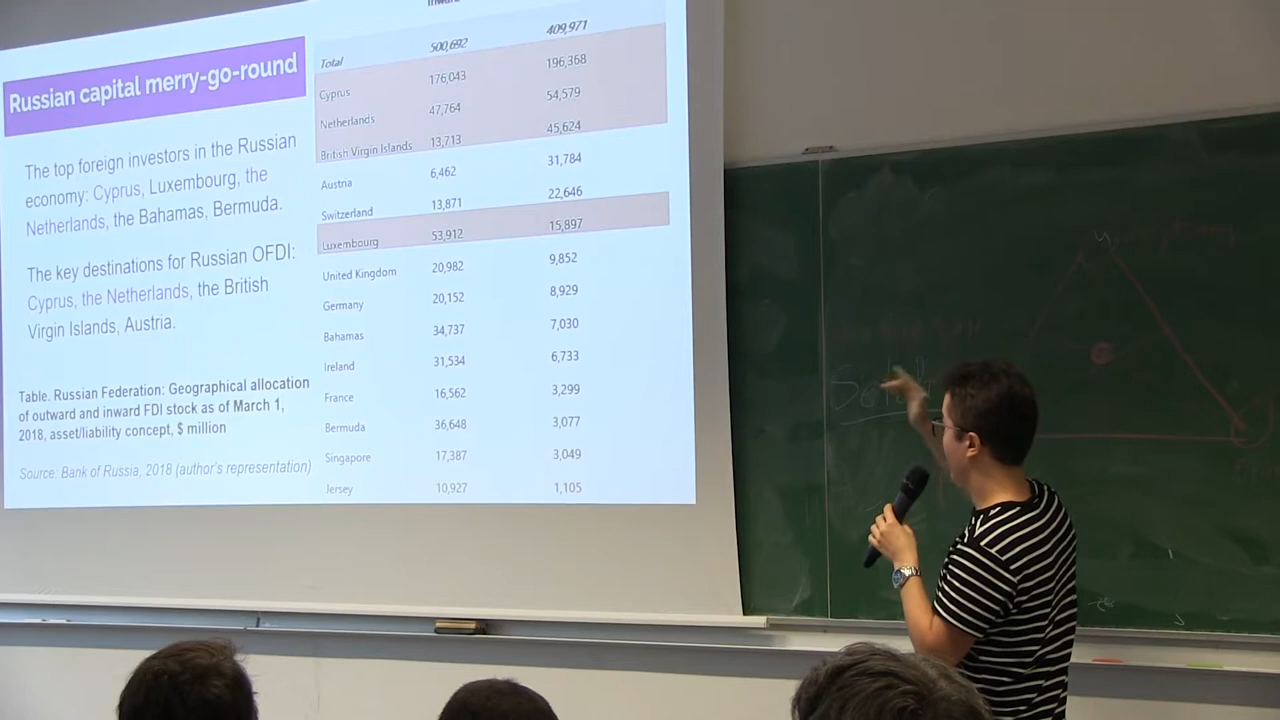 Russian capital merry-go-round
The top foreign investors in the Russian
economy: Cyprus, Luxembourg, the
Netherlands, the Bahamas, Bermuda.
The key destinations for Russian OFDI:
Cyprus, the Netherlands, the British
Virgin Islands, Austria.
Table. Russian Federation: Geographical allocation
of outward and inward FDI stock as of March 1,
2018, asset/liability concept, $ million
Source: Bank of Russia, 2018 (author's representation)
Total 500,692 409,971
Cyprus 176,043 196,368
Netherlands 47,764 54,579
British Virgin Islands 13,713 45,624
Austria 6,462 31,784
Switzerland 13,871 22,646
Luxembourg 53,912 15,897
United Kingdom 20,982 9,852
Germany 20,152 8,929
Bahamas 34,737 7,030
Ireland 31,534 6,733
France 16,562 3,299
Bermuda 36,648 3,077
Singapore 17,387 3,049
Jersey 10,927 1,105